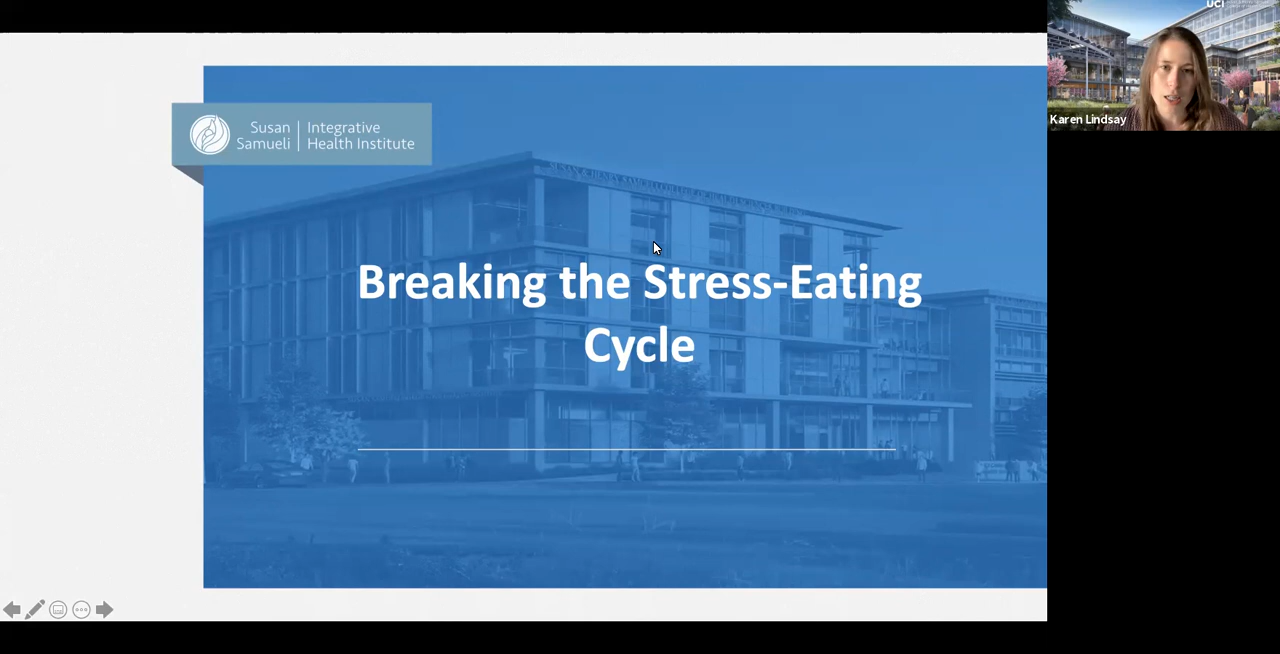 UCI
Karen Lindsay
Susan Samueli
Integrative Health Institute
Breaking the Stress-Eating
Cycle